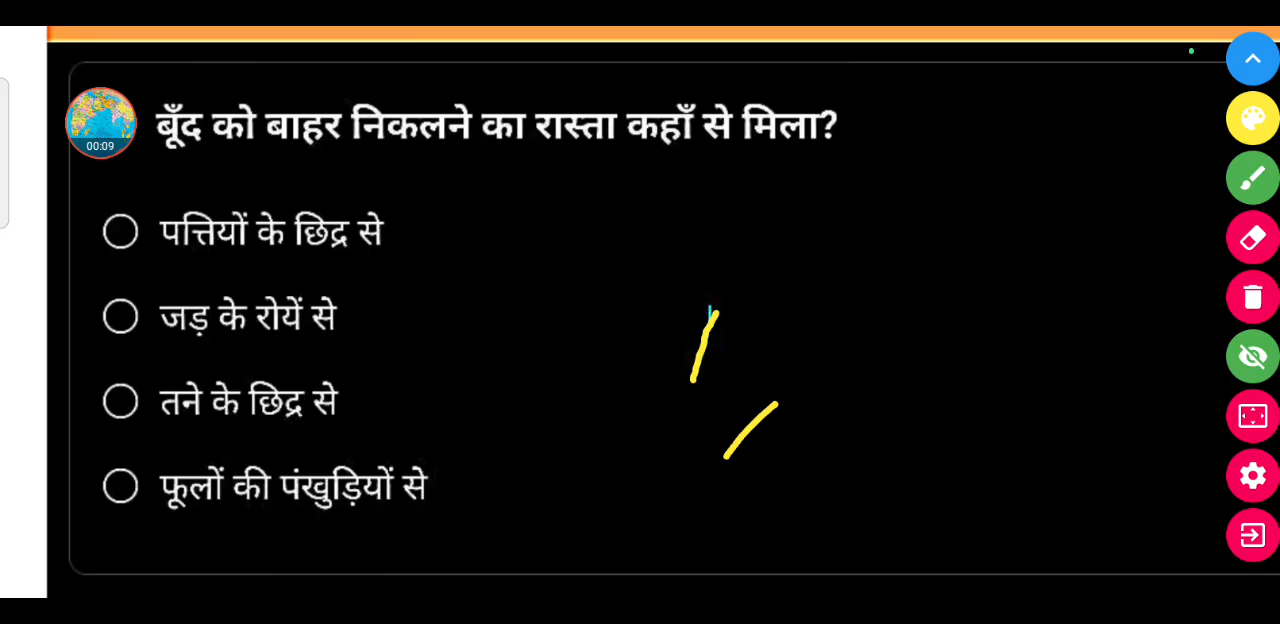 बूँद को बाहर निकलने का रास्ता कहाँ से मिला?
00:09
पत्तियों के छिद्र से
जड़ के रोयें से
तने के छिद्र से
फूलों की पंखुड़ियों से